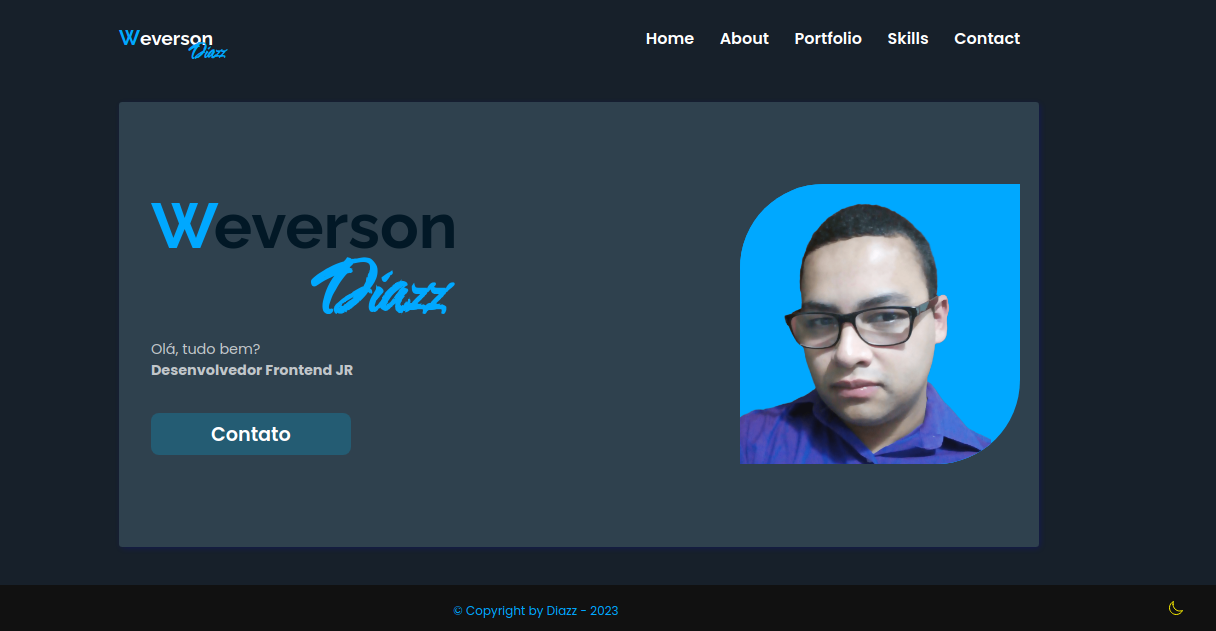 Weverson
Diazz
Home About Portfolio Skills Contact
Weverson
Diazz
Olá, tudo bem?
Desenvolvedor Frontend JR
Contato
© Copyright by Diazz - 2023